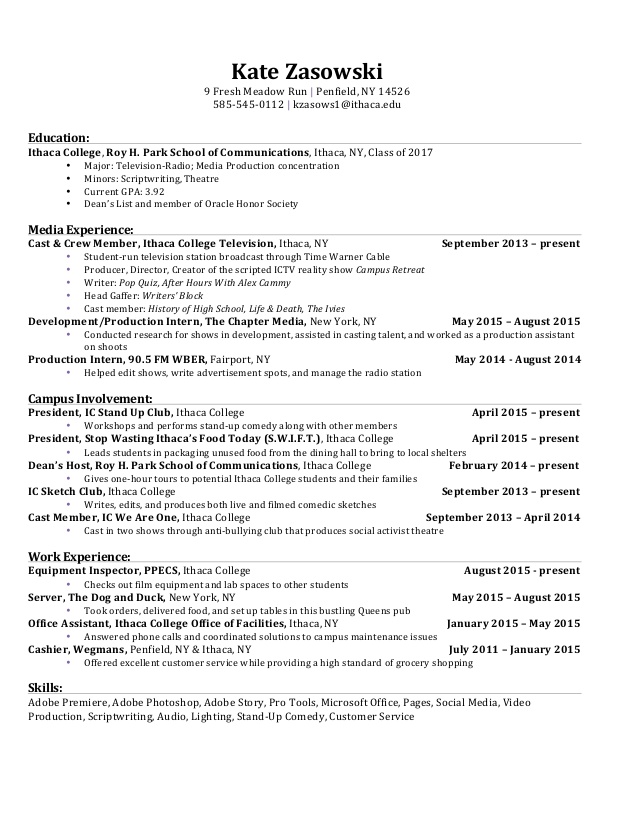 Kate Zasowski
9 Fresh Meadow Run | Penfield, NY 14526
585-545-0112 | kzasows1@ithaca.edu
Education:
Ithaca College, Roy H. Park School of Communications, Ithaca, NY, Class of 2017
• Major: Television-Radio; Media Production concentration
• Minors: Scriptwriting, Theatre
• Current GPA: 3.92
• Dean's List and member of Oracle Honor Society
Media Experience:
Cast & Crew Member, Ithaca College Television, Ithaca, NY September 2013 – present
• Student-run television station broadcast through Time Warner Cable
• Producer, Director, Creator of the scripted ICTV reality show Campus Retreat
• Writer: Pop Quiz, After Hours With Alex Cammy
• Head Gaffer: Writers' Block
• Cast member: History of High School, Life & Death, The Ivies
Development/Production Intern, The Chapter Media, New York, NY May 2015 – August 2015
• Conducted research for shows in development, assisted in casting talent, and worked as a production assistant
on shoots
Production Intern, 90.5 FM WBER, Fairport, NY May 2014 - August 2014
• Helped edit shows, write advertisement spots, and manage the radio station
Campus Involvement:
President, IC Stand Up Club, Ithaca College April 2015 – present
• Workshops and performs stand-up comedy along with other members
President, Stop Wasting Ithaca's Food Today (S.W.I.F.T.), Ithaca College April 2015 – present
• Leads students in packaging unused food from the dining hall to bring to local shelters
Dean's Host, Roy H. Park School of Communications, Ithaca College February 2014 – present
• Gives one-hour tours to potential Ithaca College students and their families
IC Sketch Club, Ithaca College September 2013 – present
• Writes, edits, and produces both live and filmed comedic sketches
Cast Member, IC We Are One, Ithaca College September 2013 – April 2014
• Cast in two shows through anti-bullying club that produces social activist theatre
Work Experience:
Equipment Inspector, PPECS, Ithaca College August 2015 - present
• Checks out film equipment and lab spaces to other students
Server, The Dog and Duck, New York, NY May 2015 – August 2015
• Took orders, delivered food, and set up tables in this bustling Queens pub
Office Assistant, Ithaca College Office of Facilities, Ithaca, NY January 2015 – May 2015
• Answered phone calls and coordinated solutions to campus maintenance issues
Cashier, Wegmans, Penfield, NY & Ithaca, NY July 2011 – January 2015
• Offered excellent customer service while providing a high standard of grocery shopping
Skills:
Adobe Premiere, Adobe Photoshop, Adobe Story, Pro Tools, Microsoft Office, Pages, Social Media, Video
Production, Scriptwriting, Audio, Lighting, Stand-Up Comedy, Customer Service